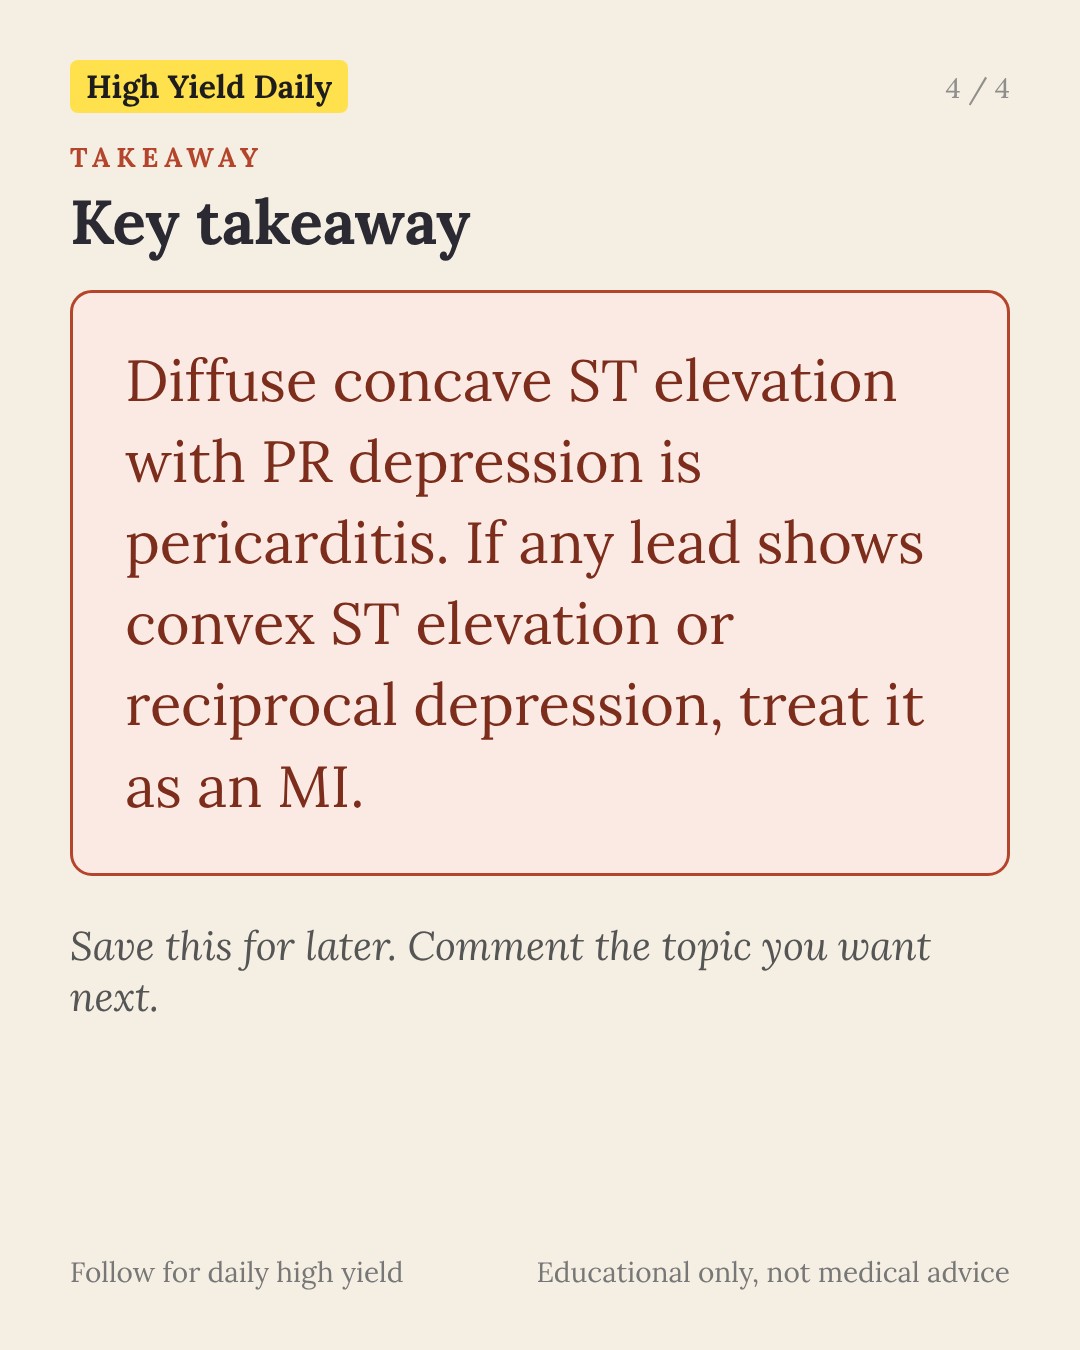 High Yield Daily
4 / 4
TAKEAWAY
Key takeaway
Diffuse concave ST elevation
with PR depression is
pericarditis. If any lead shows
convex ST elevation or
reciprocal depression, treat it
as an MI.
Save this for later. Comment the topic you want
next.
Follow for daily high yield
Educational only, not medical advice